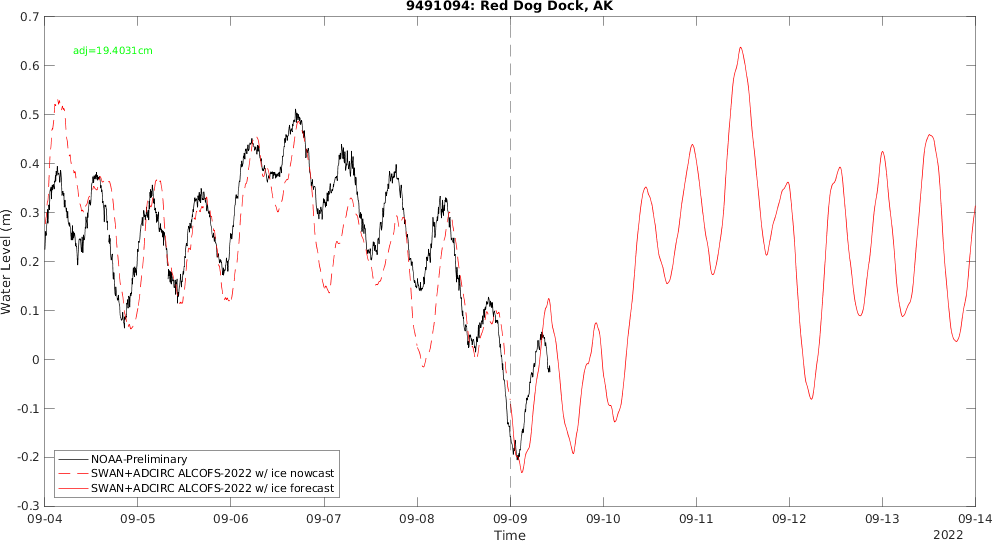 9491094: Red Dog Dock, AK
adj=19.4031cm
0.7
0.6
0.5
0.4
0.3
0.2
0.1
0
-0.1
-0.2
-0.3
Water Level (m)
NOAA-Preliminary
SWAN+ADCIRC ALCOFS-2022 w/ ice nowcast
SWAN+ADCIRC ALCOFS-2022 w/ ice forecast
09-04 09-05 09-06 09-07 09-08 09-09 09-10 09-11 09-12 09-13 09-14
Time
2022